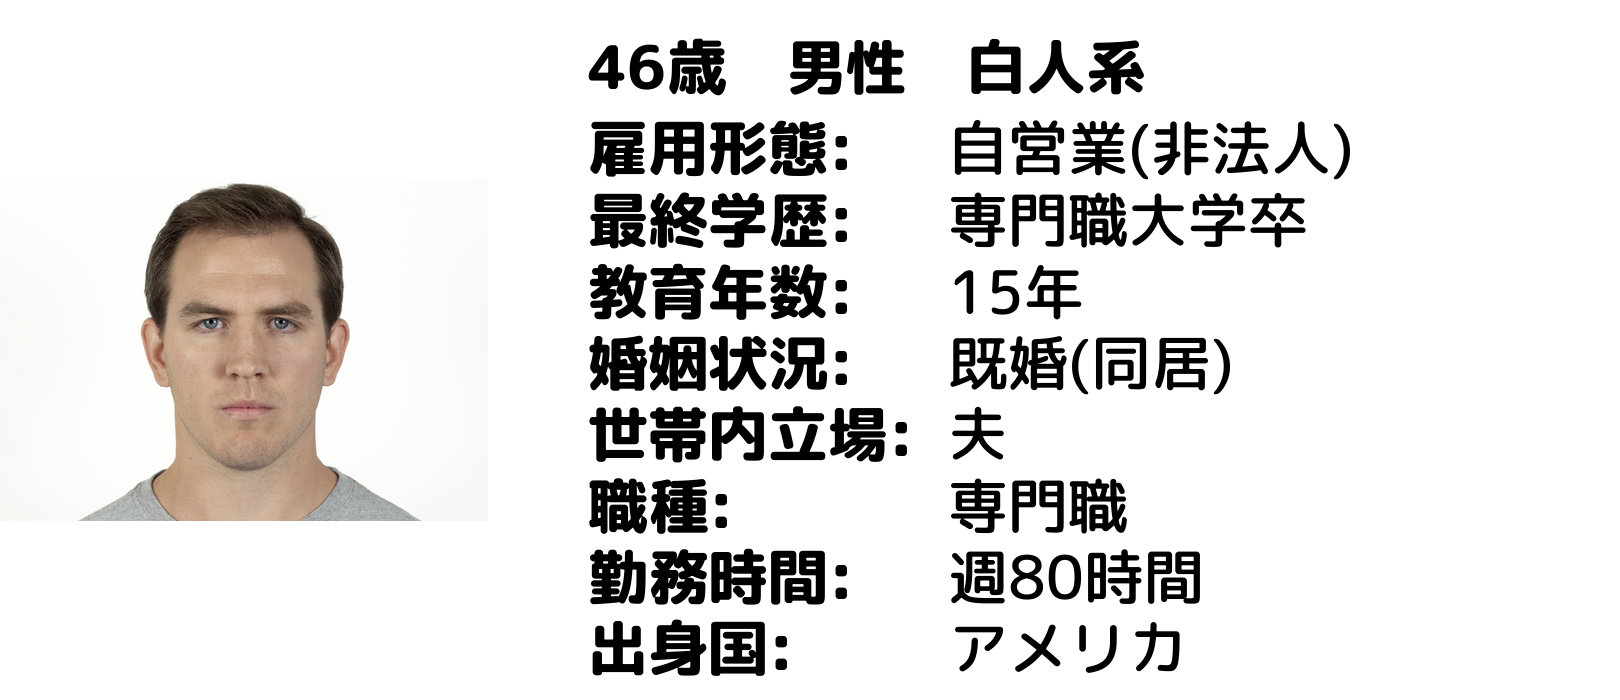 46歳　男性　白人系
雇用形態:　自営業(非法人)
最終学歴:　専門職大学卒
教育年数:　15年
婚姻状況:　既婚(同居)
世帯内立場:　夫
職種:　専門職
勤務時間:　週80時間
出身国:　アメリカ